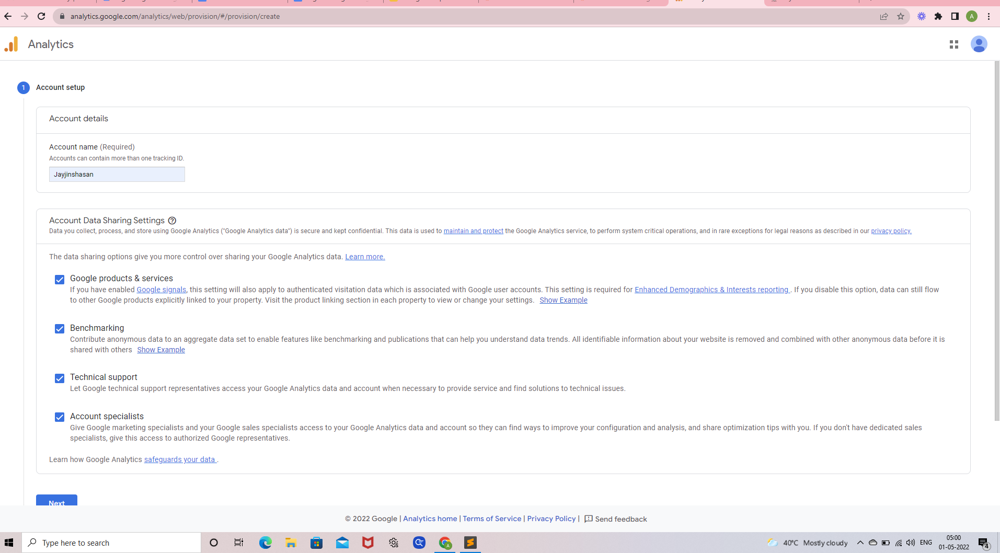 analytics.google.com/analytics/web/provision/#/provision/create
A
Analytics
1 Account setup
Account details
Account name (Required)
Accounts can contain more than one tracking ID.
Jayjinshasan
Account Data Sharing Settings ?
Data you collect, process, and store using Google Analytics ("Google Analytics data") is secure and kept confidential. This data is used to maintain and protect the Google Analytics service, to perform system critical operations, and in rare exceptions for legal reasons as described in our privacy policy.
The data sharing options give you more control over sharing your Google Analytics data. Learn more.
Google products & services
If you have enabled Google signals, this setting will also apply to authenticated visitation data which is associated with Google user accounts. This setting is required for Enhanced Demographics & Interests reporting . If you disable this option, data can still flow
to other Google products explicitly linked to your property. Visit the product linking section in each property to view or change your settings. Show Example
Benchmarking
Contribute anonymous data to an aggregate data set to enable features like benchmarking and publications that can help you understand data trends. All identifiable information about your website is removed and combined with other anonymous data before it is
shared with others Show Example
Technical support
Let Google technical support representatives access your Google Analytics data and account when necessary to provide service and find solutions to technical issues.
Account specialists
Give Google marketing specialists and your Google sales specialists access to your Google Analytics data and account so they can find ways to improve your configuration and analysis, and share optimization tips with you. If you don't have dedicated sales
specialists, give this access to authorized Google representatives.
Learn how Google Analytics safeguards your data .
Next
© 2022 Google | Analytics home | Terms of Service | Privacy Policy | Send feedback
Type here to search
A
40°C Mostly cloudy
ENG
05:00
01-05-2022
4